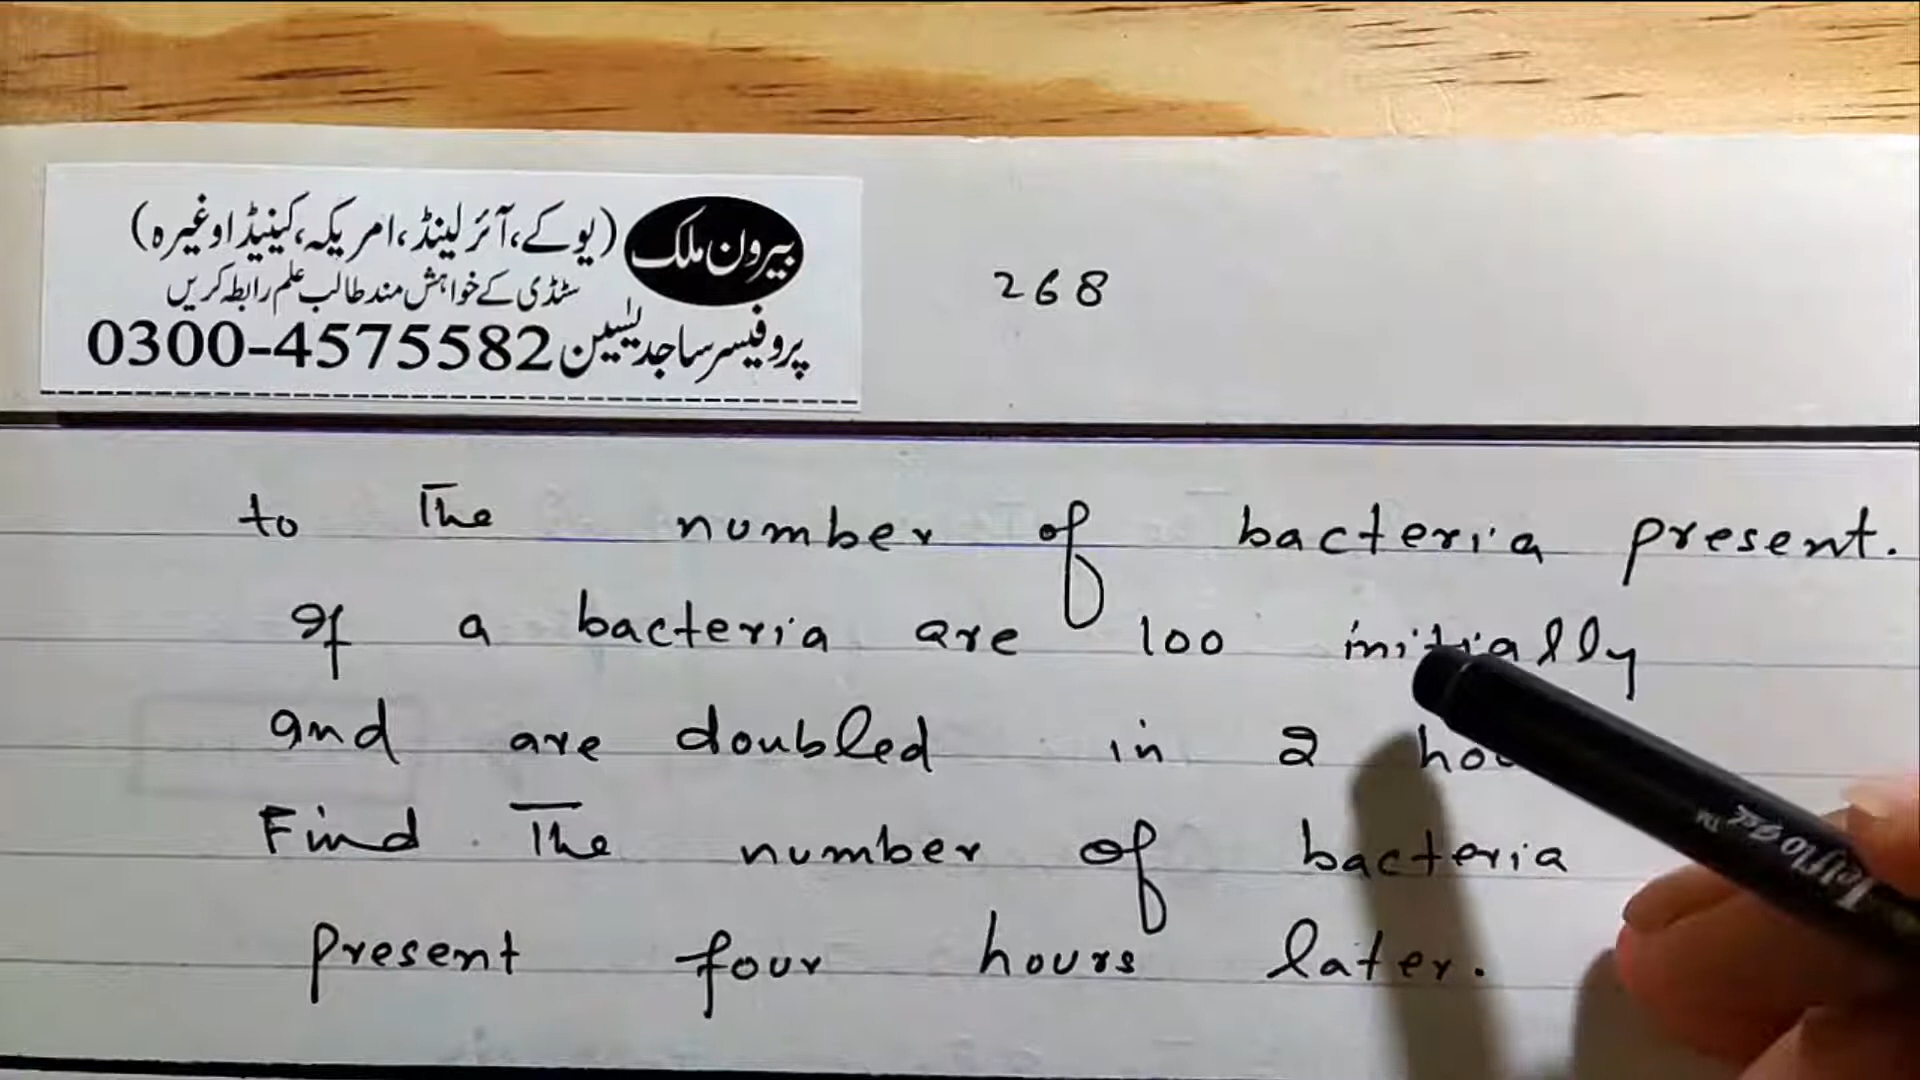 بیرون ملک (یوکے، آئرلینڈ، امریکہ، کینیڈا وغیرہ)
سٹڈی کے خواہش مند طالب علم رابطہ کریں
پروفیسر ساجد یٰسین 0300-4575582
268
to The number of bacteria present.
If a bacteria are 100 initially
and are doubled in 2
Find The number of bacteria
present four hours later.